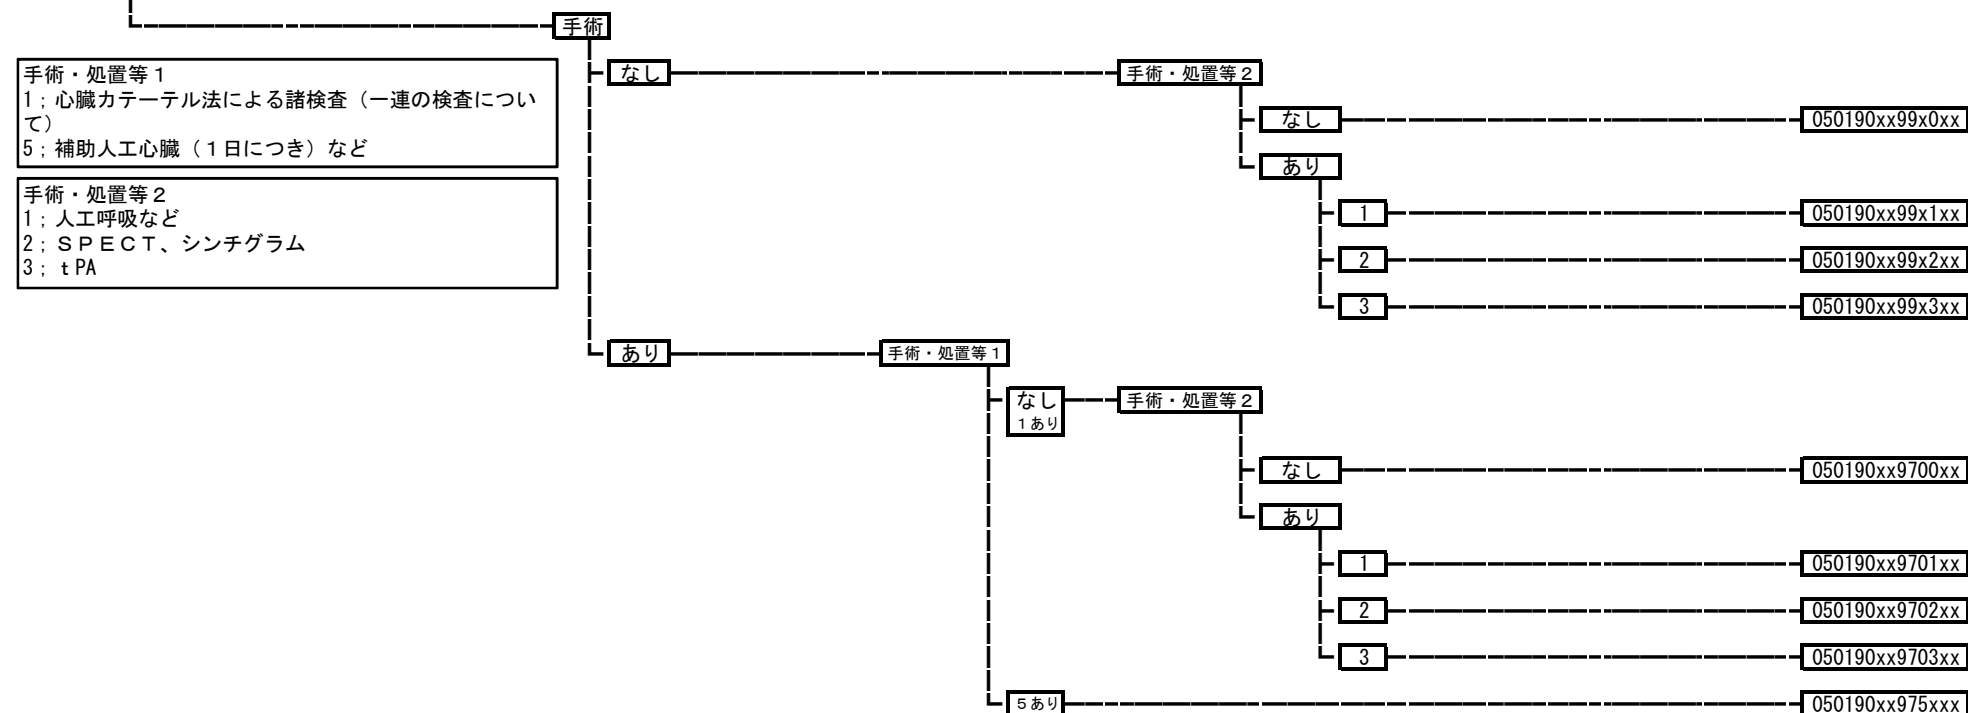 手術
手術・処置等１
1；心臓カテーテル法による諸検査（一連の検査につい
て）
5；補助人工心臓（１日につき）など
手術・処置等２
1；人工呼吸など
2；ＳＰＥＣＴ、シンチグラム
3；ｔPA
なし
手術・処置等２
なし
050190xx99x0xx
あり
1
050190xx99x1xx
2
050190xx99x2xx
3
050190xx99x3xx
あり
手術・処置等１
なし
１あり
手術・処置等２
なし
050190xx9700xx
あり
1
050190xx9701xx
2
050190xx9702xx
3
050190xx9703xx
５あり
050190xx975xxx